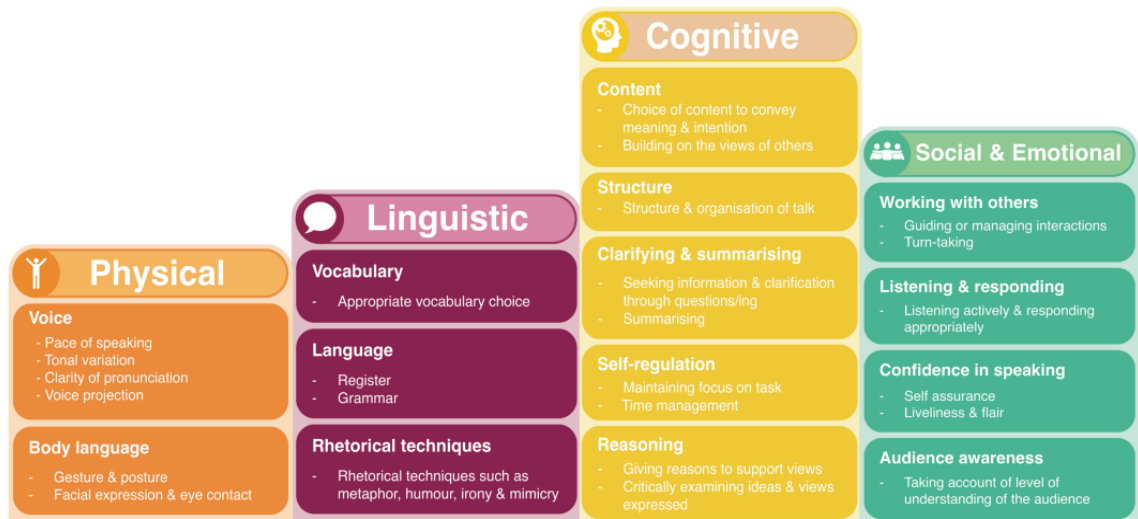 Physical
Voice
- Pace of speaking
- Tonal variation
- Clarity of pronunciation
- Voice projection
Body language
- Gesture & posture
- Facial expression & eye contact
Linguistic
Vocabulary
- Appropriate vocabulary choice
Language
- Register
- Grammar
Rhetorical techniques
- Rhetorical techniques such as
metaphor, humour, irony & mimicry
Cognitive
Content
- Choice of content to convey
meaning & intention
- Building on the views of others
Structure
- Structure & organisation of talk
Clarifying & summarising
- Seeking information & clarification
through questions/ing
- Summarising
Self-regulation
- Maintaining focus on task
- Time management
Reasoning
- Giving reasons to support views
- Critically examining ideas & views
expressed
Social & Emotional
Working with others
- Guiding or managing interactions
- Turn-taking
Listening & responding
- Listening actively & responding
appropriately
Confidence in speaking
- Self assurance
- Liveliness & flair
Audience awareness
- Taking account of level of
understanding of the audience